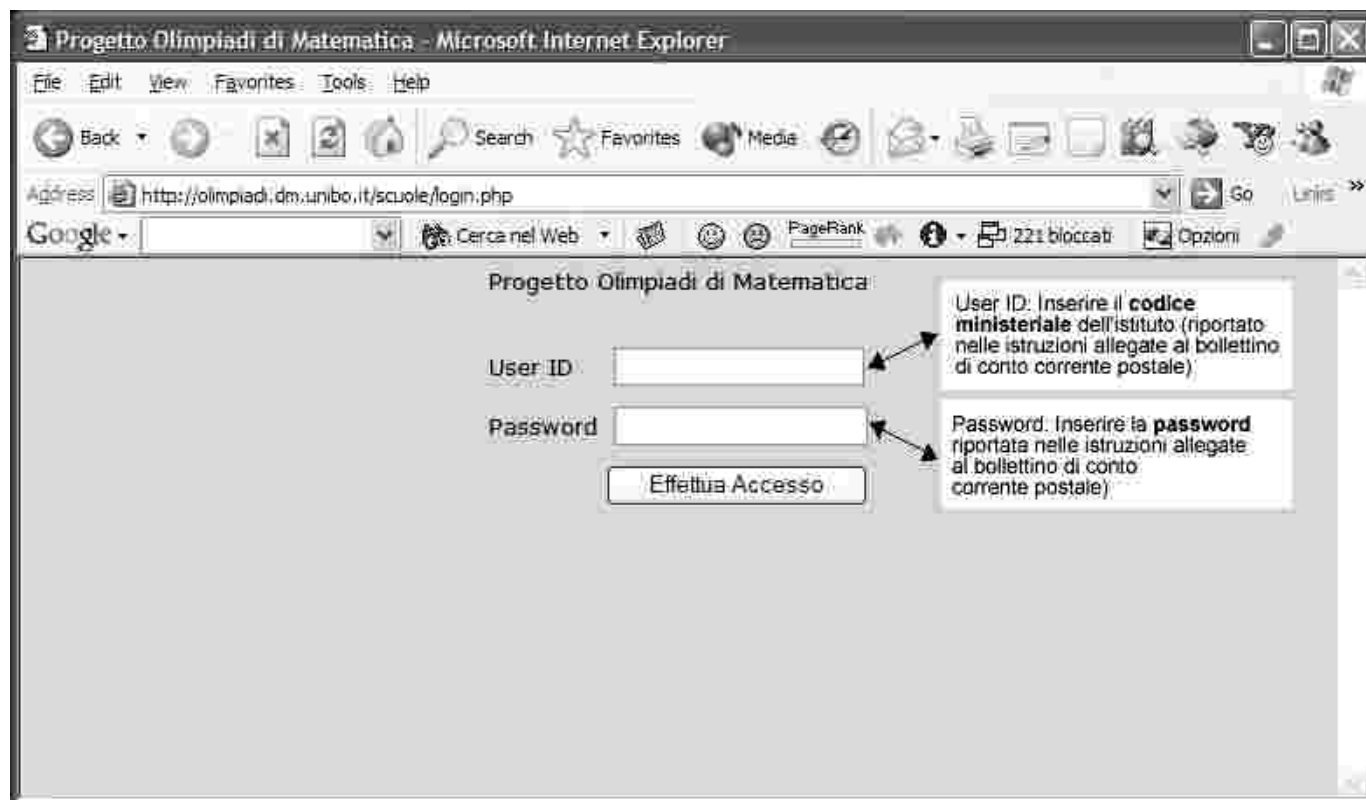 Progetto Olimpiadi di Matematica - Microsoft Internet Explorer
File Edit View Favorites Tools Help
Back Search Favorites Media
Address http://olimpiadi.dm.unibo.it/scuole/login.php Go Links »
Google Cerca nel Web PageRank 221 bloccati Opzioni
Progetto Olimpiadi di Matematica
User ID
User ID: Inserire il codice
ministeriale dell'istituto (riportato
nelle istruzioni allegate al bollettino
di conto corrente postale)
Password
Password: Inserire la password
riportata nelle istruzioni allegate
al bollettino di conto
corrente postale)
Effettua Accesso